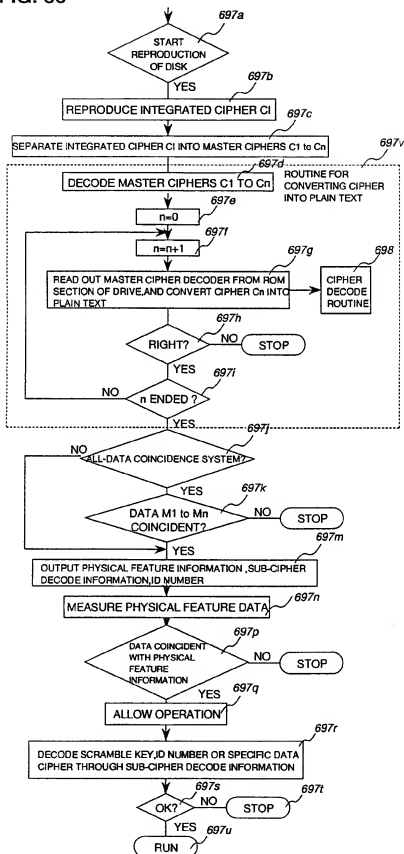 697a
START
REPRODUCTION
OF DISK
YES
697b
REPRODUCE INTEGRATED CIPHER CI
697c
SEPARATE INTEGRATED CIPHER CI INTO MASTER CIPHERS C1 to Cn
697v
697d
ROUTINE FOR
CONVERTING CIPHER
INTO PLAIN TEXT
DECODE MASTER CIPHERS C1 TO Cn
697e
n=0
697f
n=n+1
697g
698
READ OUT MASTER CIPHER DECODER FROM ROM
SECTION OF DRIVE,AND CONVERT CIPHER Cn INTO
PLAIN TEXT
CIPHER
DECODE
ROUTINE
697h
RIGHT?
NO
STOP
YES
697i
NO
n ENDED ?
YES
697j
NO
ALL-DATA COINCIDENCE SYSTEM?
YES
697k
DATA M1 to Mn
COINCIDENT?
NO
STOP
YES
697m
OUTPUT PHYSICAL FEATURE INFORMATION ,SUB-CIPHER
DECODE INFORMATION,ID NUMBER
697n
MEASURE PHYSICAL FEATURE DATA
697p
DATA COINCIDENT
WITH PHYSICAL
FEATURE
INFORMATION
NO
STOP
YES
697q
ALLOW OPERATION
697r
DECODE SCRAMBLE KEY,ID NUMBER OR SPECIFIC DATA
CIPHER THROUGH SUB-CIPHER DECODE INFORMATION
697s
OK?
NO
STOP
697t
YES
RUN
697u